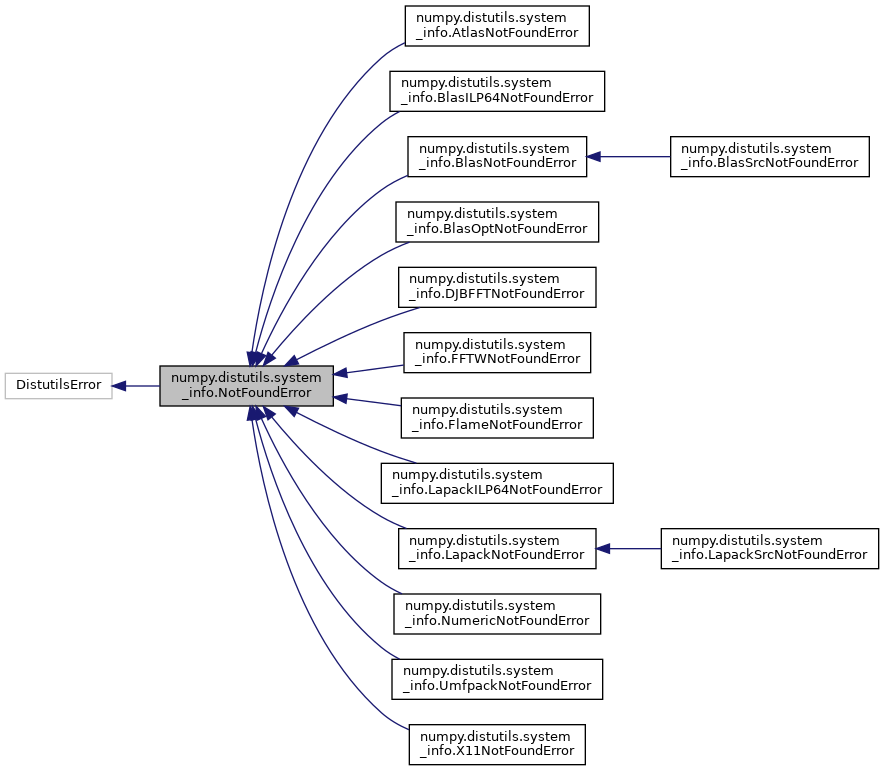 numpy.distutils.system
_info.AtlasNotFoundError
numpy.distutils.system
_info.BlasILP64NotFoundError
numpy.distutils.system
_info.BlasNotFoundError
numpy.distutils.system
_info.BlasSrcNotFoundError
numpy.distutils.system
_info.BlasOptNotFoundError
numpy.distutils.system
_info.DJBFFTNotFoundError
numpy.distutils.system
_info.FFTWNotFoundError
DistutilsError
numpy.distutils.system
_info.NotFoundError
numpy.distutils.system
_info.FlameNotFoundError
numpy.distutils.system
_info.LapackILP64NotFoundError
numpy.distutils.system
_info.LapackNotFoundError
numpy.distutils.system
_info.LapackSrcNotFoundError
numpy.distutils.system
_info.NumericNotFoundError
numpy.distutils.system
_info.UmfpackNotFoundError
numpy.distutils.system
_info.X11NotFoundError